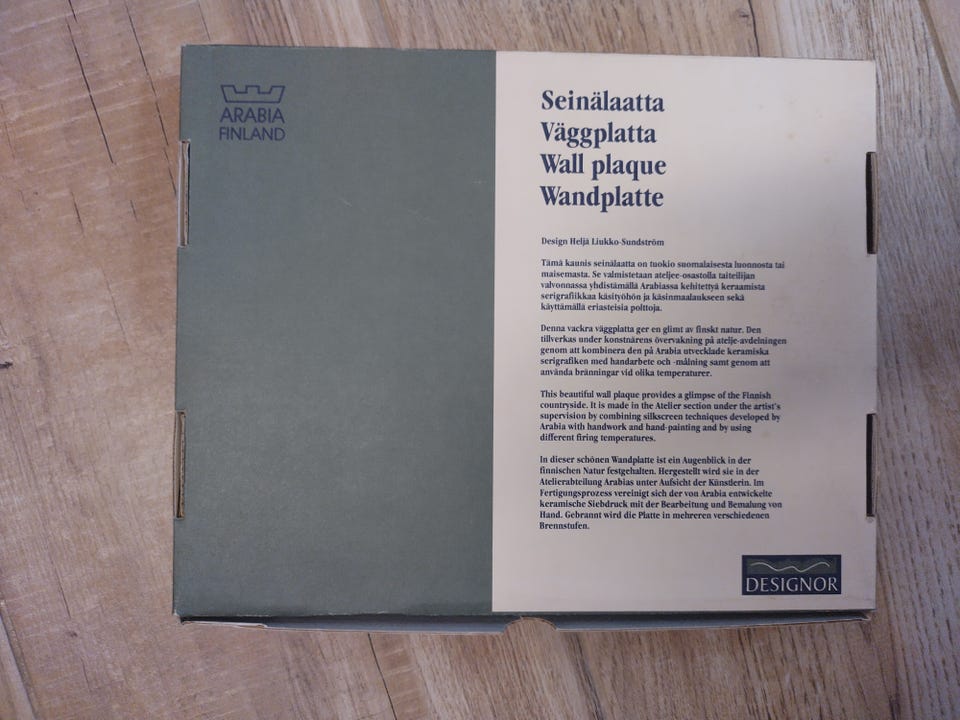 ARABIA
FINLAND
Seinälaatta
Väggplatta
Wall plaque
Wandplatte
Design Heljä Liukko-Sundström
Tämä kaunis seinälaatta on tuokio suomalaisesta luonnosta tai
maisemasta. Se valmistetaan ateljee-osastolla taiteilijan
valvonnassa yhdistämällä Arabiassa kehitettyä keraamista
serigrafiikkaa käsityöhön ja käsinmaalaukseen sekä
käyttämällä eriasteisia polttoja.
Denna vackra väggplatta ger en glimt av finskt natur. Den
tillverkas under konstnärens övervakning på atelje-avdelningen
genom att kombinera den på Arabia utvecklade keramiska
serigrafien med handarbete och -målning samt genom att
använda bränningar vid olika temperaturer.
This beautiful wall plaque provides a glimpse of the Finnish
countryside. It is made in the Atelier section under the artist's
supervision by combining silkscreen techniques developed by
Arabia with handwork and hand-painting and by using
different firing temperatures.
In dieser schönen Wandplatte ist ein Augenblick in der
finnischen Natur festgehalten. Hergestellt wird sie in der
Atelierabteilung Arabias unter Aufsicht der Künstlerin. Im
Fertigungsprozess vereinigt sich der von Arabia entwickelte
keramische Siebdruck mit der Bearbeitung und Bemalung von
Hand. Gebrannt wird die Platte in mehreren verschiedenen
Brennstufen.
DESIGNOR